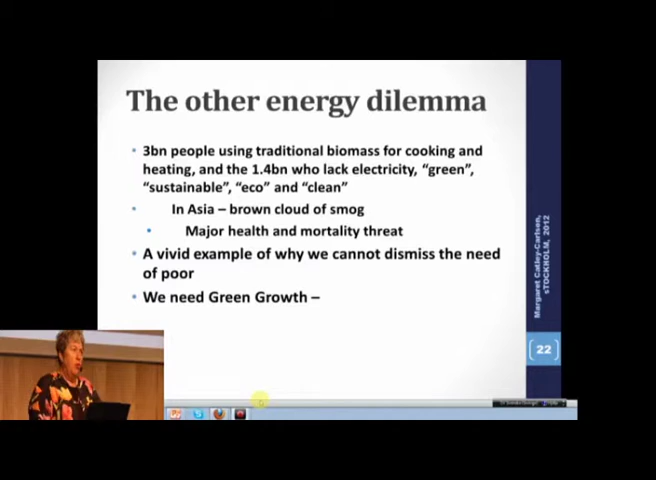 The other energy dilemma
3bn people using traditional biomass for cooking and
heating, and the 1.4bn who lack electricity, “green”,
“sustainable”, “eco” and “clean”
In Asia – brown cloud of smog
Major health and mortality threat
A vivid example of why we cannot dismiss the need
of poor
We need Green Growth –
Margaret Catley-Carlsen,
sTOCKHOLM, 2012
22